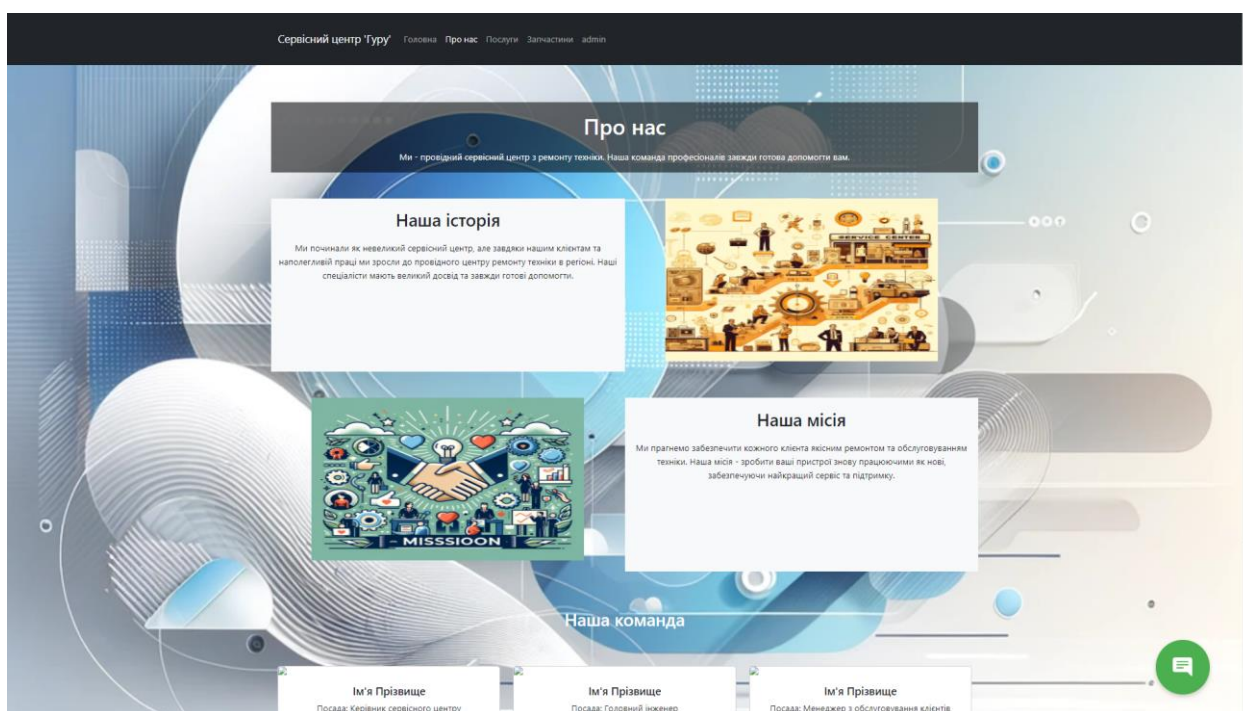 Сервісний центр 'Гуру' Головна Про нас Послуги Запчастини admin
Про нас
Ми - провідний сервісний центр з ремонту техніки. Наша команда професіоналів завжди готова допомогти вам.
Наша історія
Ми починали як невеликий сервісний центр, але завдяки нашим клієнтам та
наполегливій праці ми зросли до провідного центру ремонту техніки в регіоні. Наші
спеціалісти мають великий досвід та завжди готові допомогти.
SERVICE CENTER
MISSSIOON
Наша місія
Ми прагнемо забезпечити кожного клієнта якісним ремонтом та обслуговуванням
техніки. Наша місія - зробити ваші пристрої знову працюючими як нові,
забезпечуючи найкращий сервіс та підтримку.
Наша команда
Ім'я Прізвище
Посада: Керівник сервісного центру
Ім'я Прізвище
Посада: Головний інженер
Ім'я Прізвище
Посада: Менеджер з обслуговування клієнтів